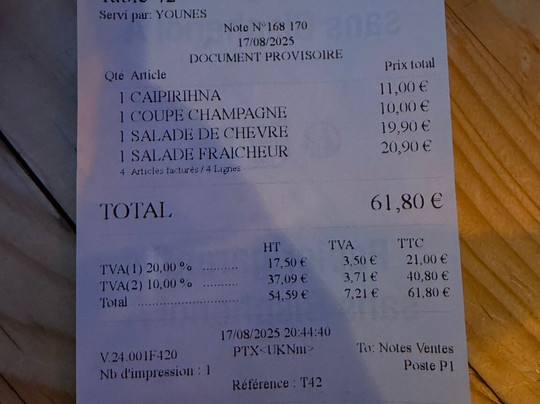 Servi par: YOUNES
Note N°168 170
17/08/2025
DOCUMENT PROVISOIRE
Qté Article Prix total
1 CAIPIRIHNA 11,00 €
1 COUPE CHAMPAGNE 10,00 €
1 SALADE DE CHEVRE 19,90 €
1 SALADE FRAICHEUR 20,90 €
4 Articles facturés / 4 Lignes
TOTAL 61,80 €
HT TVA TTC
TVA(1) 20,00 % .......... 17,50 € 3,50 € 21,00 €
TVA(2) 10,00 % .......... 37,09 € 3,71 € 40,80 €
Total ............................ 54,59 € 7,21 € 61,80 €
17/08/2025 20:44:40
V.24.001F420 PTX<UKNm> To: Notes Ventes
Nb d'impression : 1 Poste P1
Référence : T42